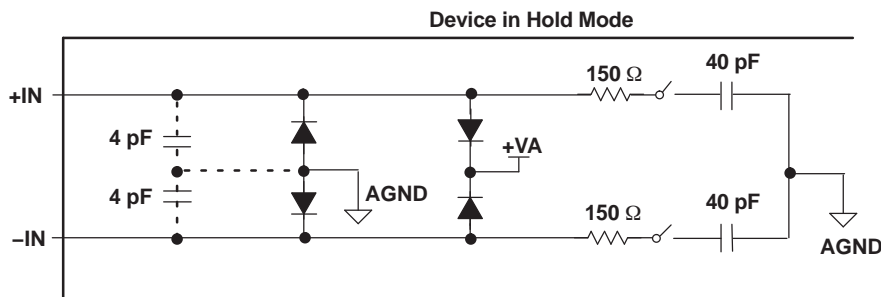 Device in Hold Mode
150 Ω
40 pF
+IN
4 pF
+VA
4 pF
AGND
150 Ω
40 pF
−IN
AGND